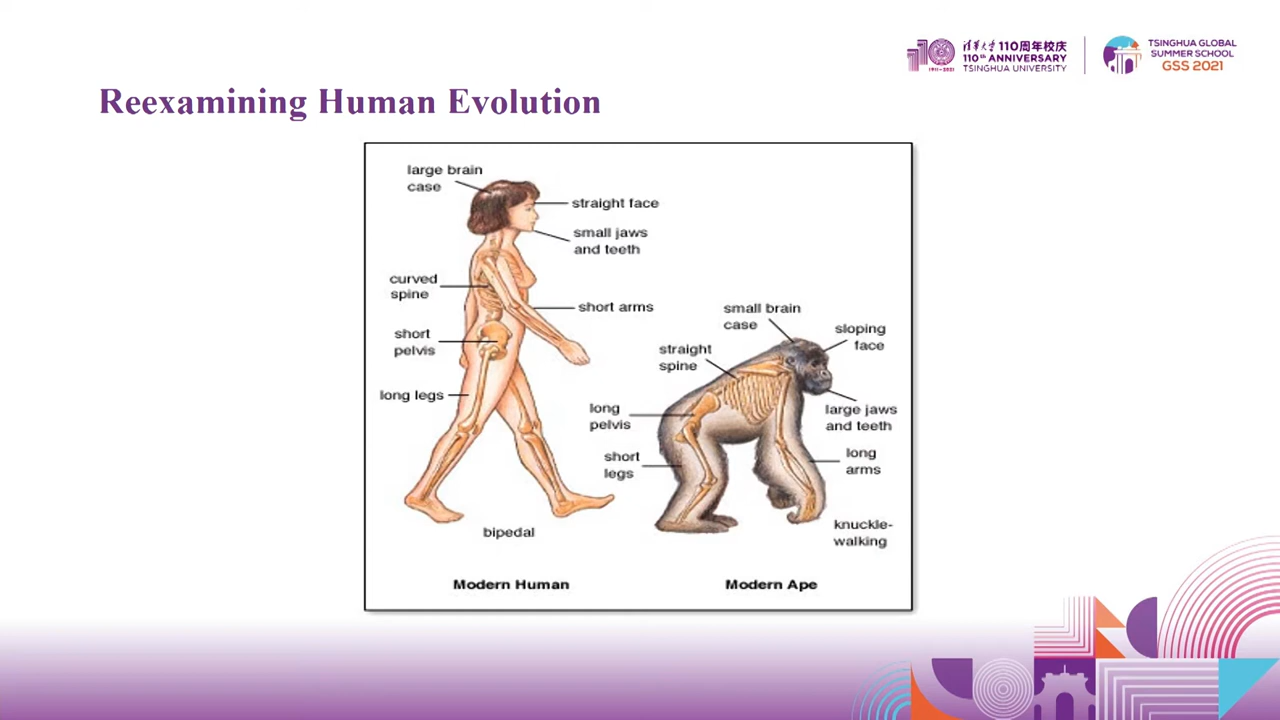 清華大学 110周年校庆
110th ANNIVERSARY
1911-2021
TSINGHUA UNIVERSITY
TSINGHUA GLOBAL
SUMMER SCHOOL
GSS 2021
Reexamining Human Evolution
large brain
case
straight face
small jaws
and teeth
curved
spine
short arms
short
pelvis
long legs
bipedal
Modern Human
small brain
case
sloping
face
straight
spine
long
pelvis
large jaws
and teeth
short
legs
long
arms
knuckle-
walking
Modern Ape